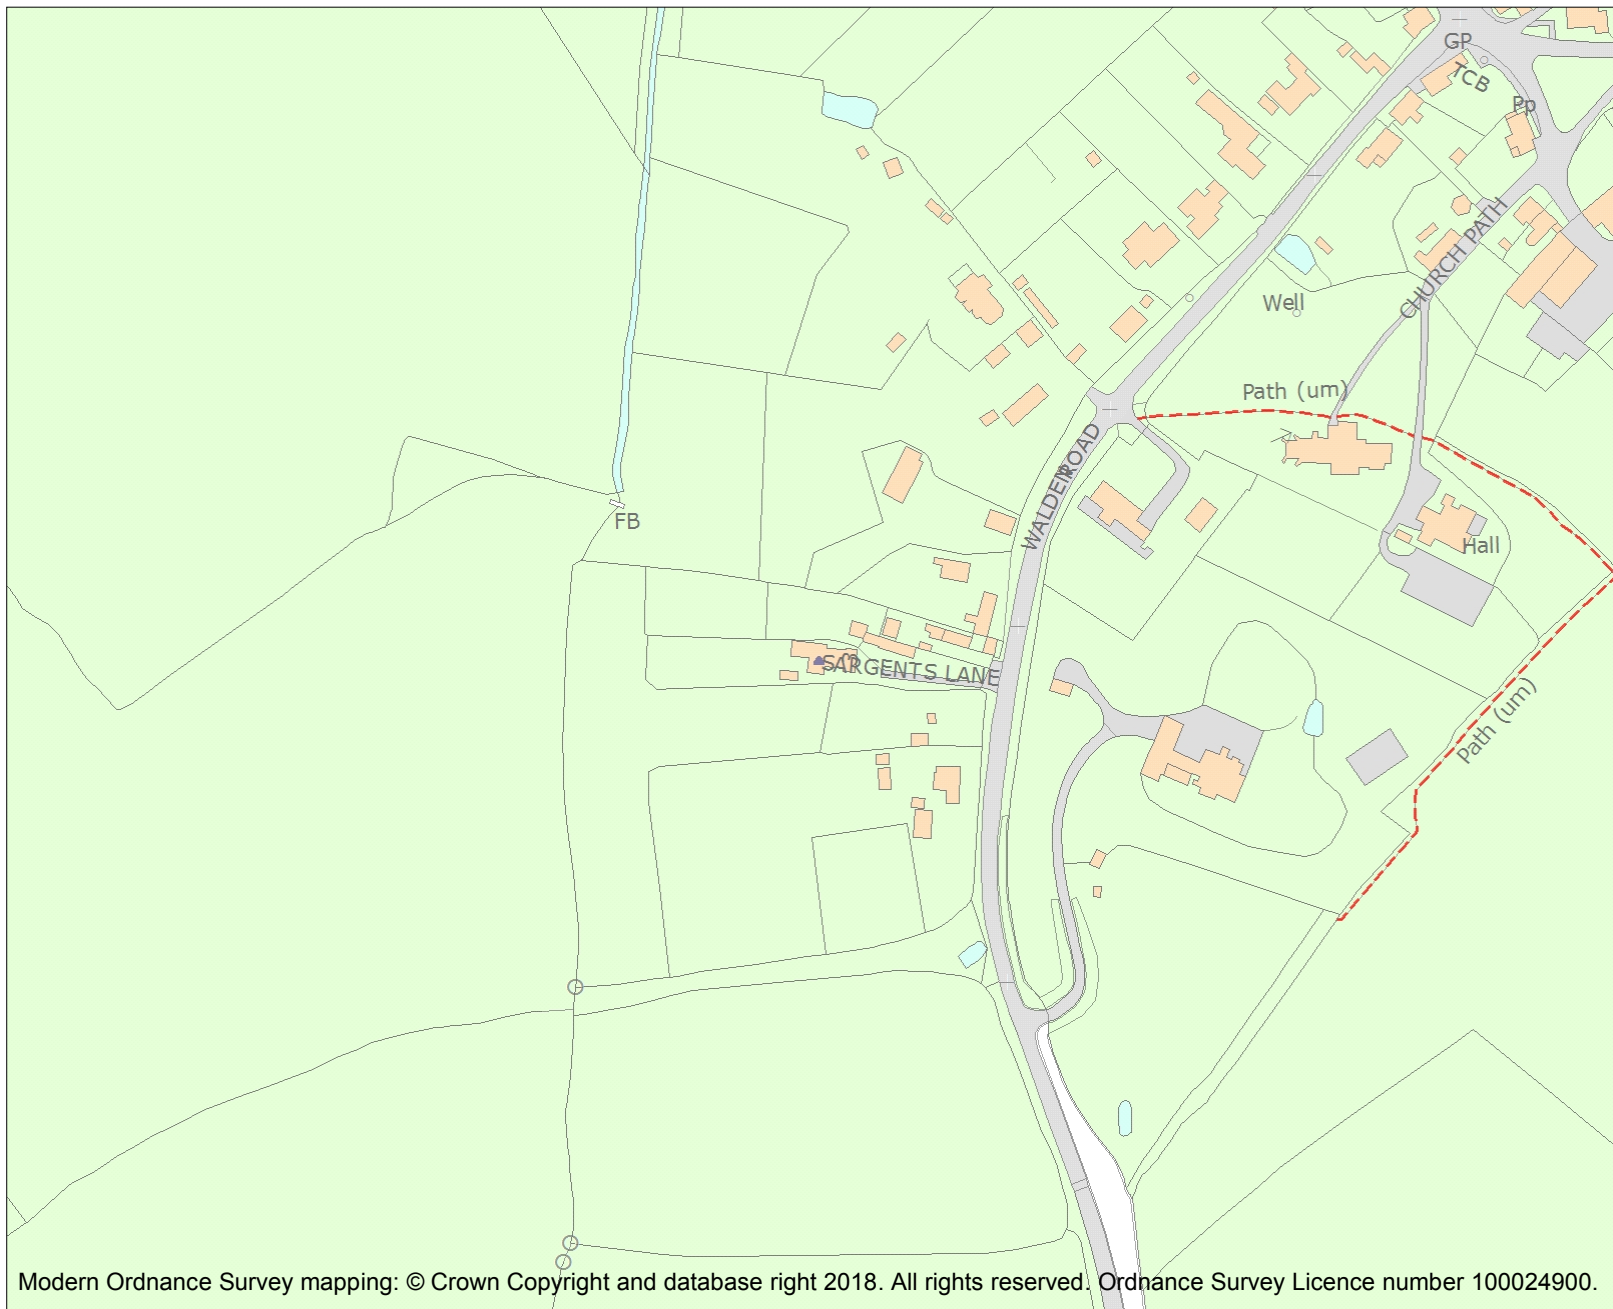 GP
TCB
Pp
CHURCH PATH
Well
Path (um)
WALDEN ROAD
FB
Hall
SARGENTS LANE
Path (um)
Modern Ordnance Survey mapping: © Crown Copyright and database right 2018. All rights reserved. Ordnance Survey Licence number 100024900.